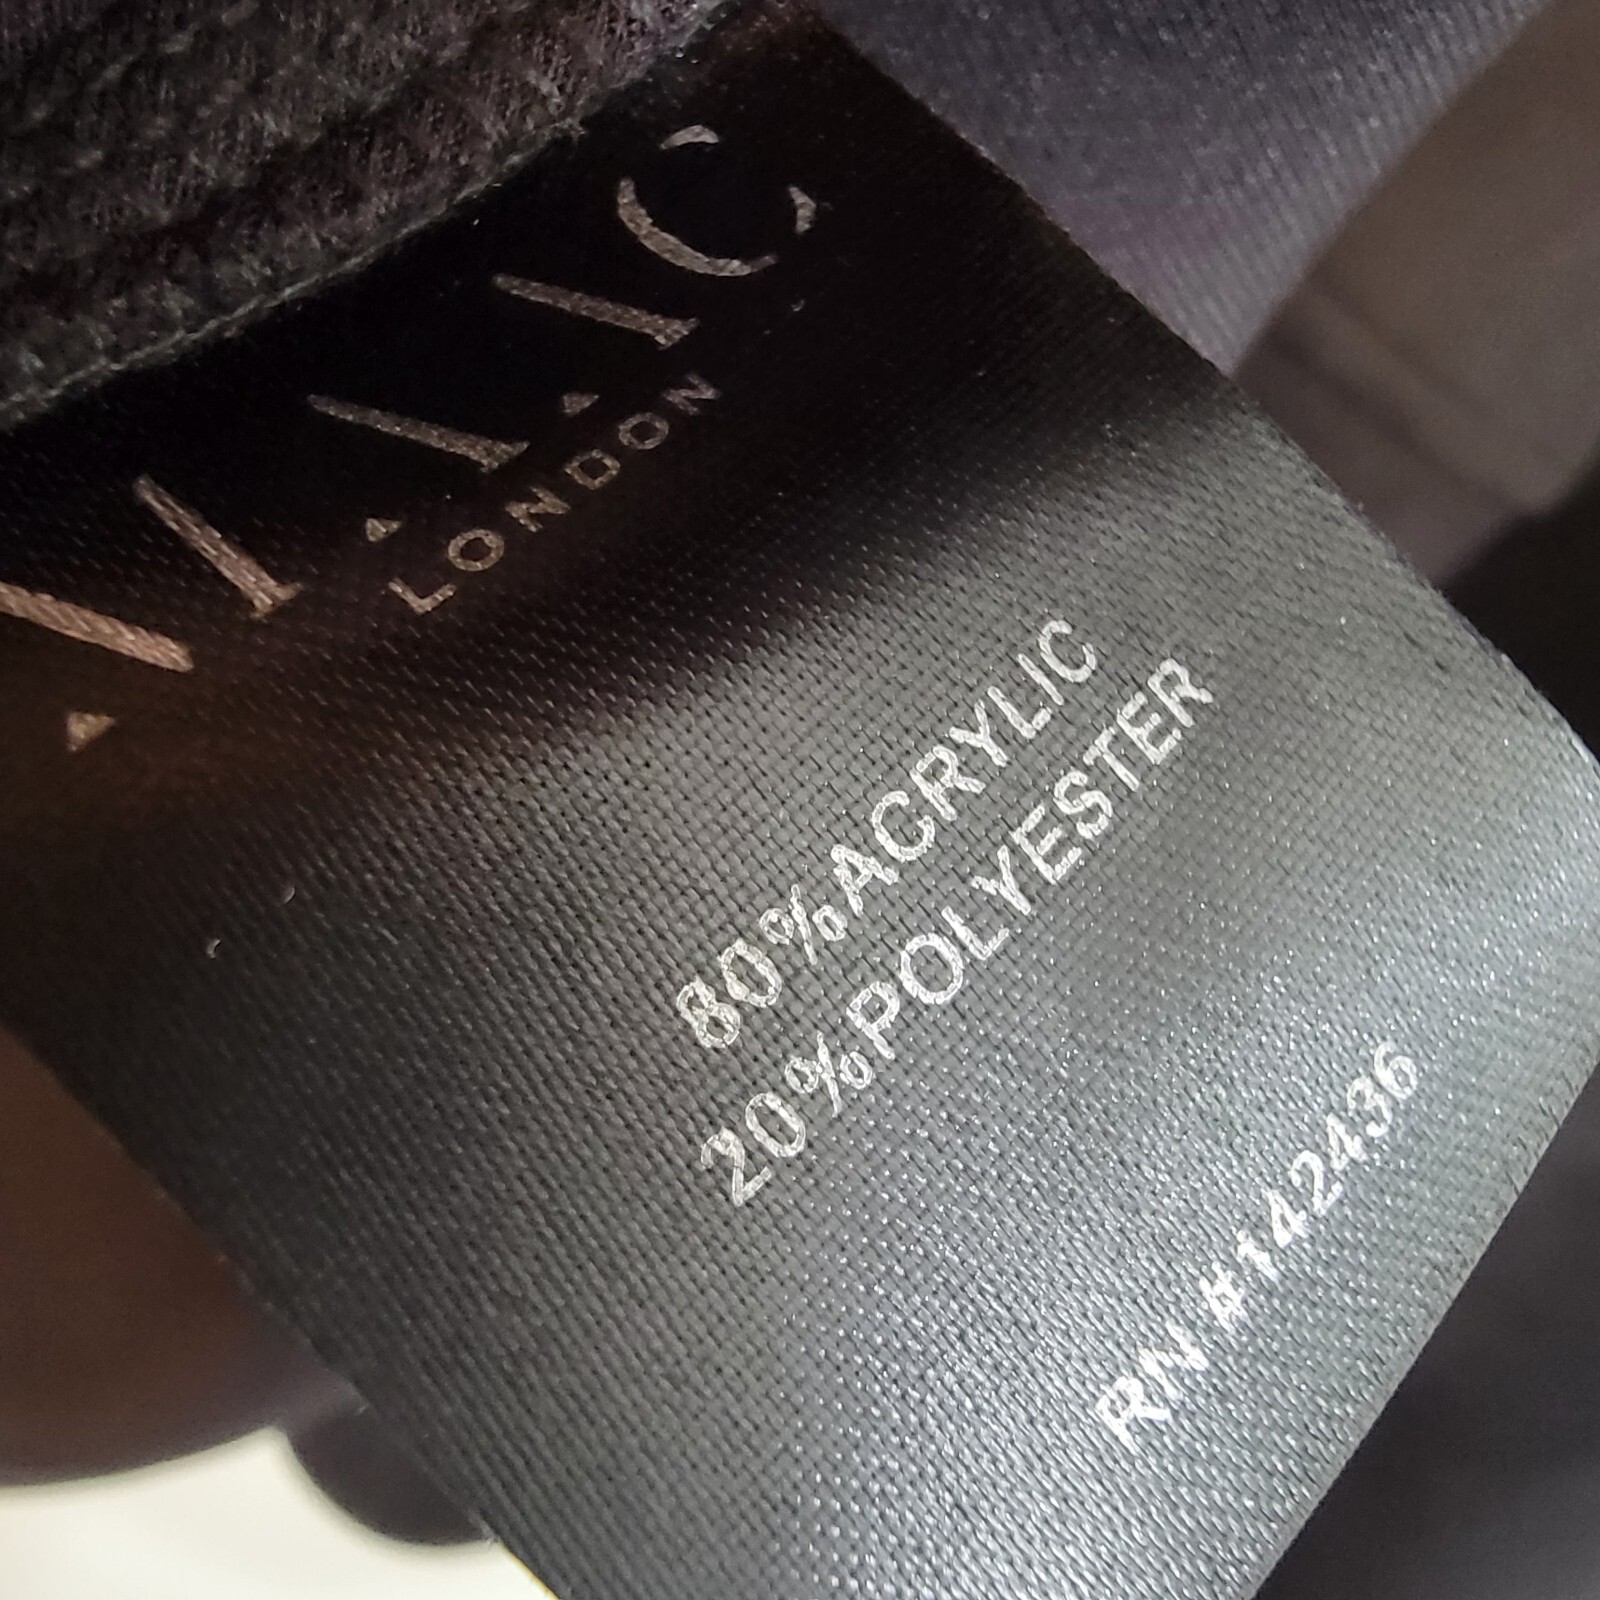 LONDON
80%ACRYLIC
20%POLYESTER
RN #142436